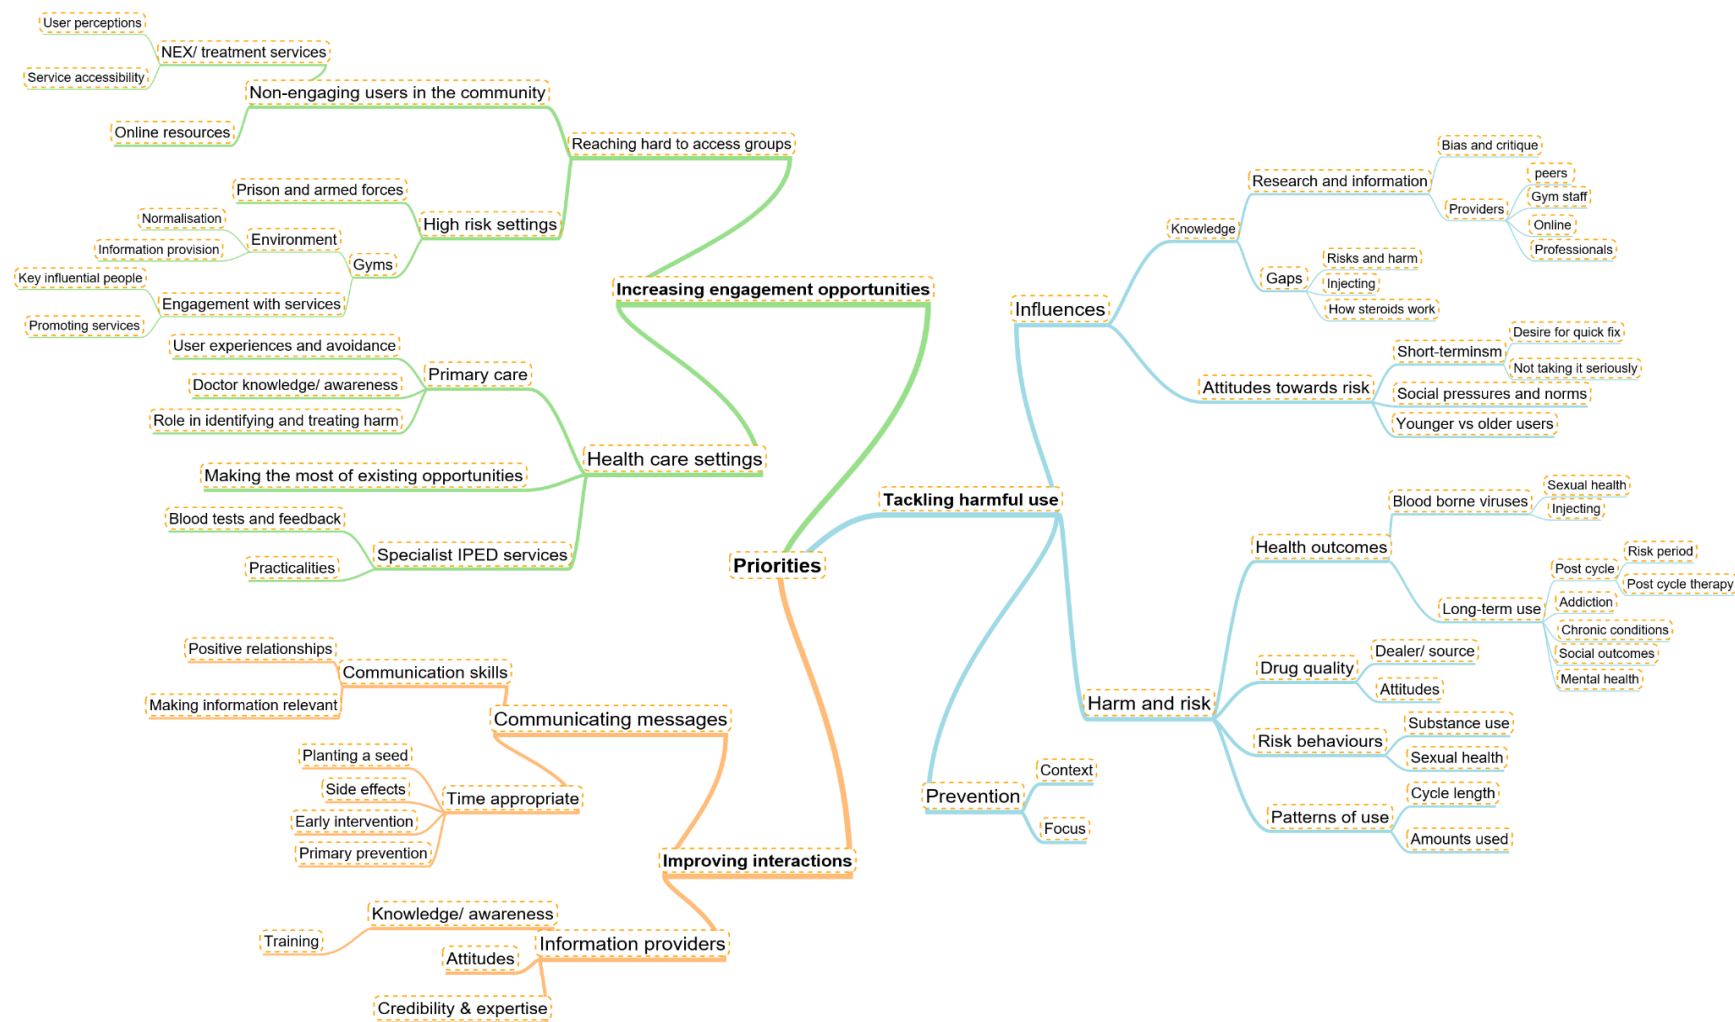 User perceptions
NEX/ treatment services
Service accessibility
Non-engaging users in the community
Online resources
Reaching hard to access groups
Prison and armed forces
High risk settings
Normalisation
Environment
Information provision
Gyms
Key influential people
Engagement with services
Promoting services
Increasing engagement opportunities
User experiences and avoidance
Primary care
Doctor knowledge/ awareness
Role in identifying and treating harm
Health care settings
Making the most of existing opportunities
Blood tests and feedback
Specialist IPED services
Practicalities
Priorities
Tackling harmful use
Influences
Knowledge
Research and information
Bias and critique
Providers
peers
Gym staff
Online
Professionals
Gaps
Risks and harm
Injecting
How steroids work
Attitudes towards risk
Short-terminsm
Desire for quick fix
Not taking it seriously
Social pressures and norms
Younger vs older users
Harm and risk
Health outcomes
Blood borne viruses
Sexual health
Injecting
Long-term use
Post cycle
Risk period
Post cycle therapy
Addiction
Chronic conditions
Social outcomes
Mental health
Drug quality
Dealer/ source
Attitudes
Risk behaviours
Substance use
Sexual health
Patterns of use
Cycle length
Amounts used
Prevention
Context
Focus
Improving interactions
Communicating messages
Communication skills
Positive relationships
Making information relevant
Time appropriate
Planting a seed
Side effects
Early intervention
Primary prevention
Information providers
Knowledge/ awareness
Training
Attitudes
Credibility & expertise